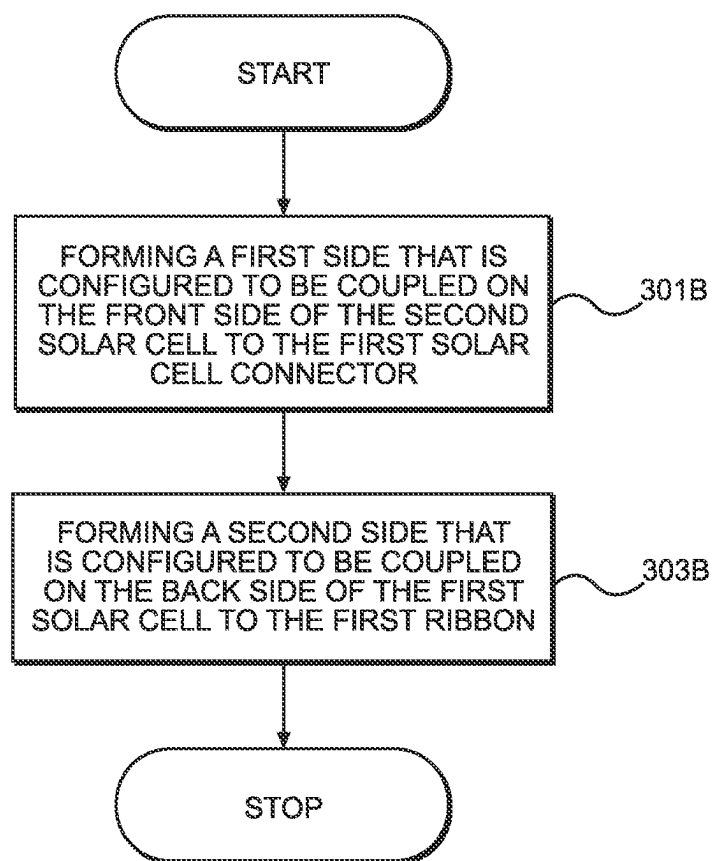 START
FORMING A FIRST SIDE THAT IS
CONFIGURED TO BE COUPLED ON
THE FRONT SIDE OF THE SECOND
SOLAR CELL TO THE FIRST SOLAR
CELL CONNECTOR
301B
FORMING A SECOND SIDE THAT
IS CONFIGURED TO BE COUPLED
ON THE BACK SIDE OF THE FIRST
SOLAR CELL TO THE FIRST RIBBON
303B
STOP